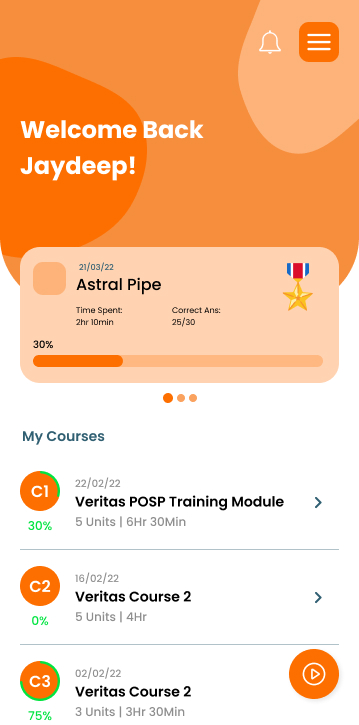 Welcome Back
Jaydeep!
21/03/22
Astral Pipe
Time Spent: Correct Ans:
2hr 10min 25/30
30%
My Courses
C1
22/02/22
Veritas POSP Training Module
5 Units | 6Hr 30Min
30%
C2
16/02/22
Veritas Course 2
5 Units | 4Hr
0%
C3
02/02/22
Veritas Course 2
3 Units | 3Hr 30Min
75%